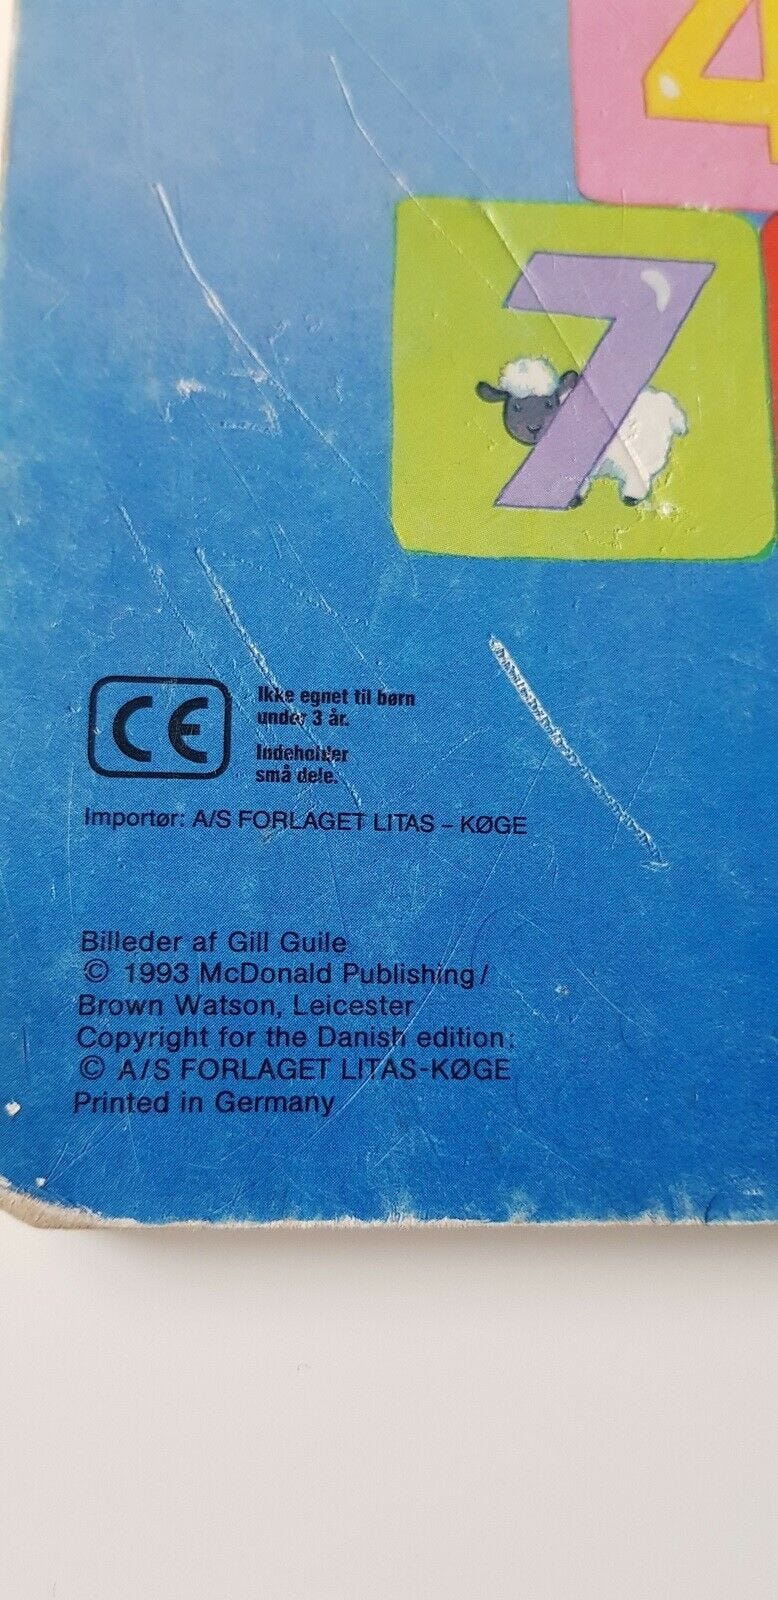 4
7
CE
Ikke egnet til børn
under 3 år.
Indeholder
små dele.
Importør: A/S FORLAGET LITAS – KØGE
Billeder af Gill Guile
© 1993 McDonald Publishing/
Brown Watson, Leicester
Copyright for the Danish edition:
© A/S FORLAGET LITAS-KØGE
Printed in Germany